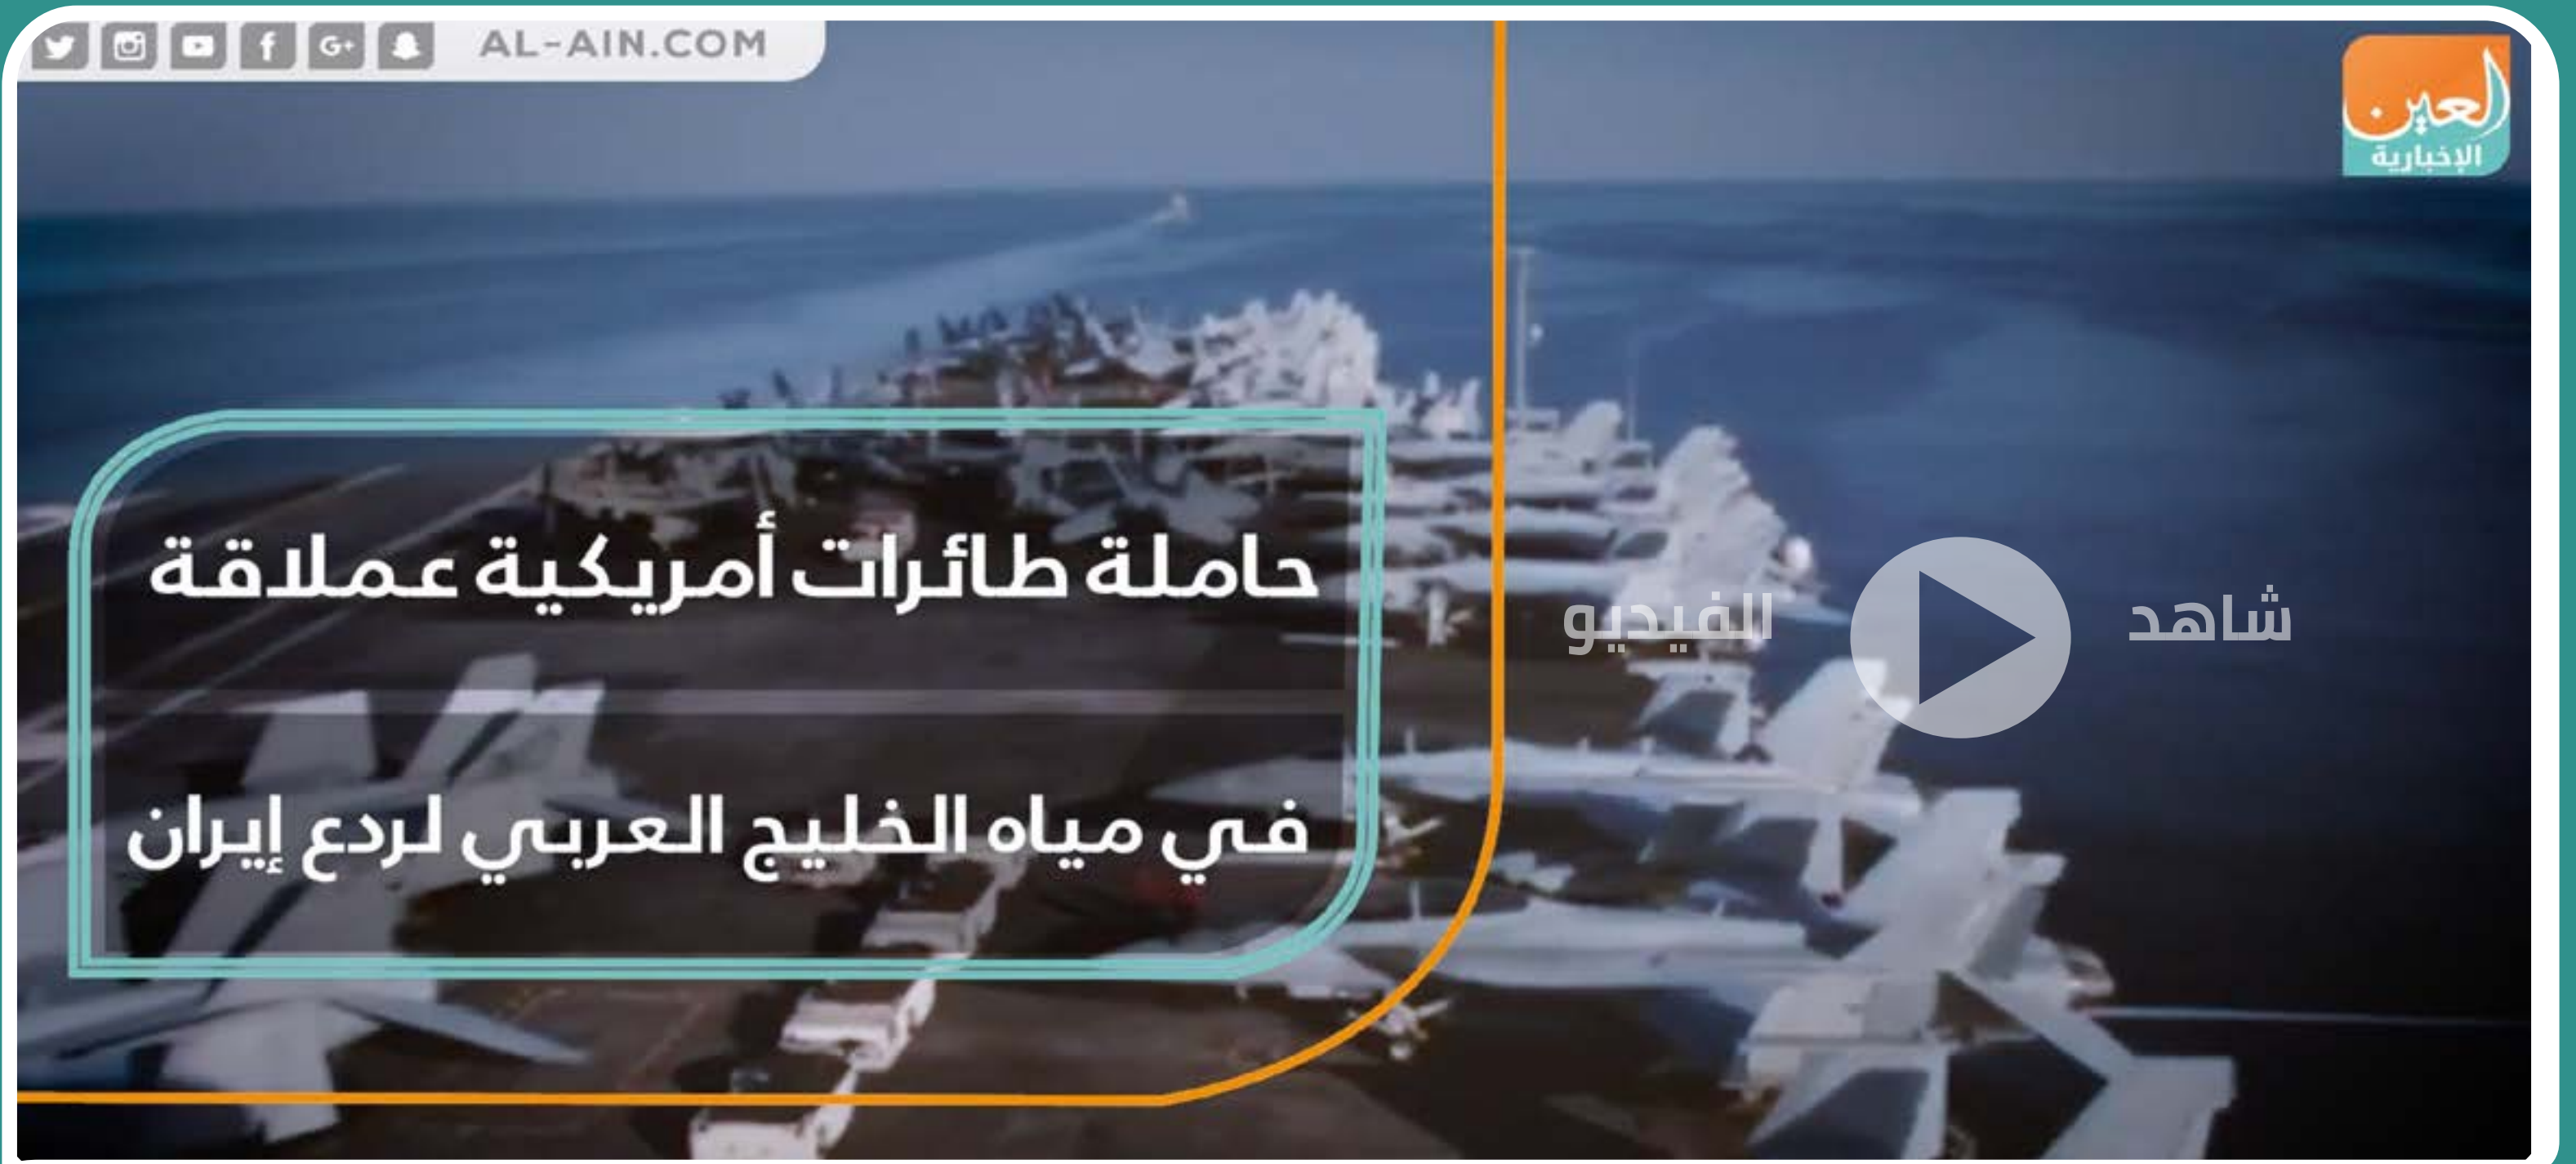 AL-AIN.COM
العين
الإخبارية
حاملة طائرات أمريكية عملاقة
شاهد الفيديو
في مياه الخليج العربي لردع إيران